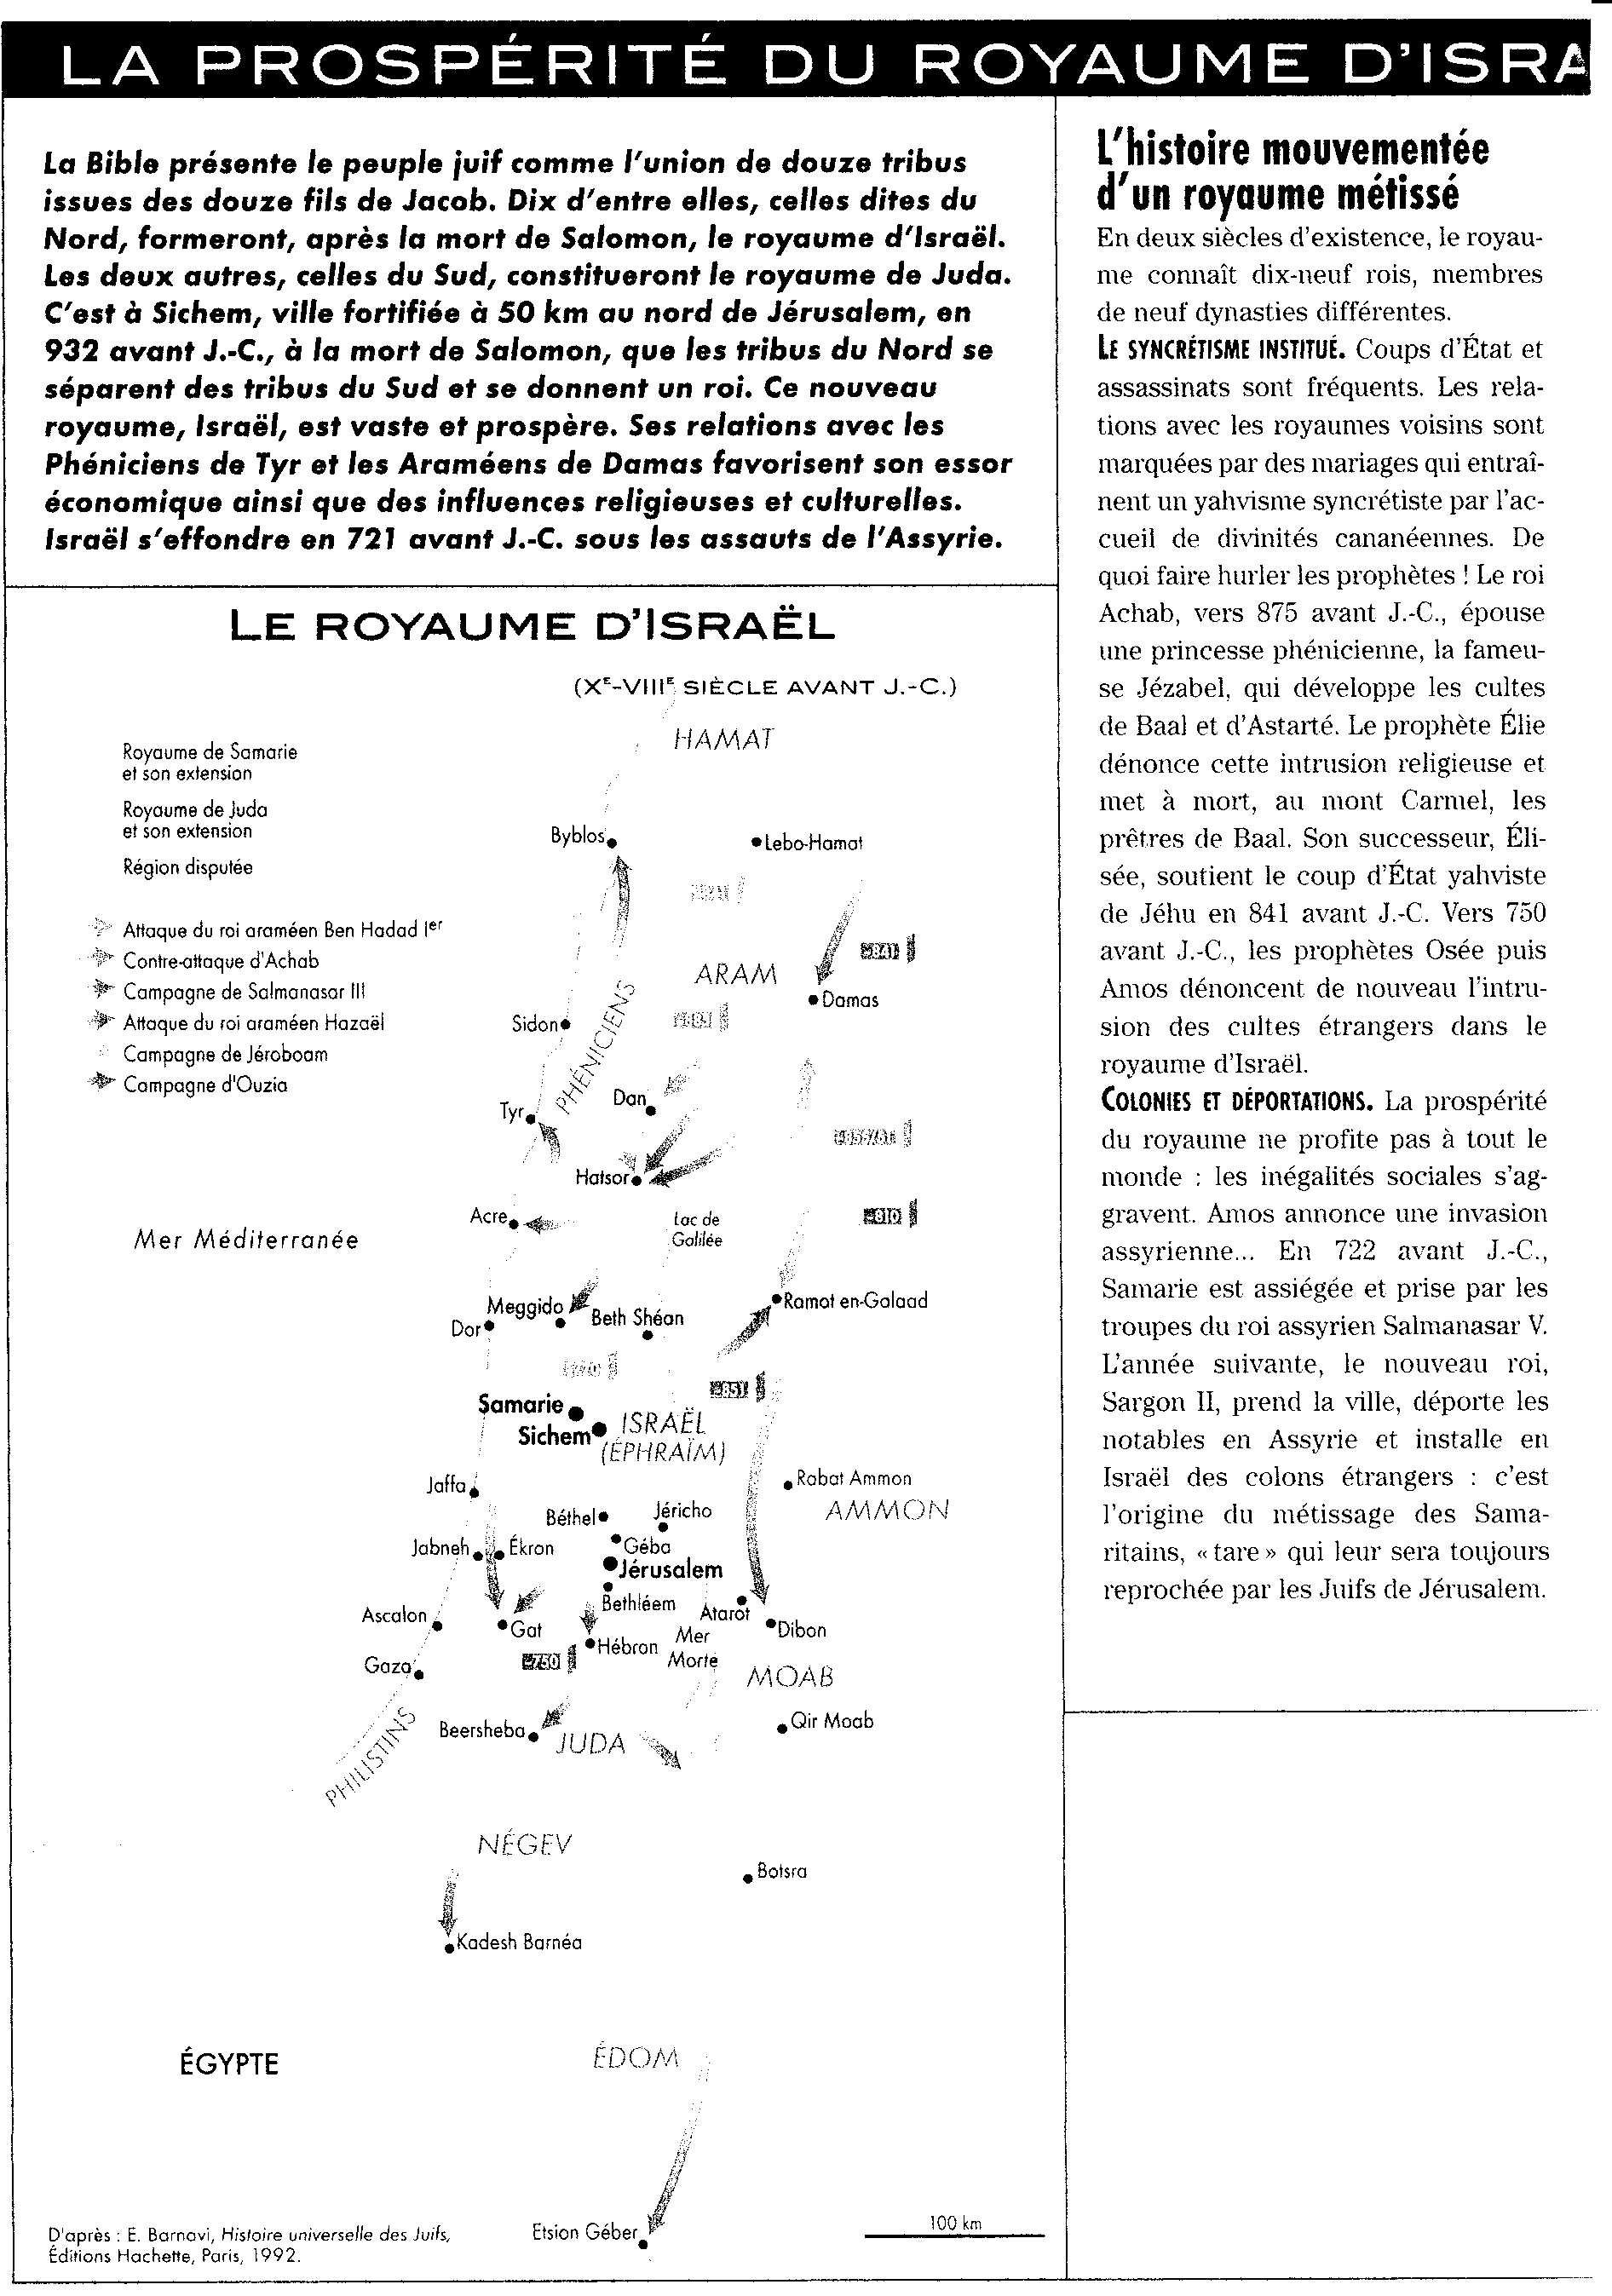 LA PROSPÉRITÉ DU ROYAUME D'ISRA
La Bible présente le peuple juif comme l'union de douze tribus
issues des douze fils de Jacob. Dix d'entre elles, celles dites du
Nord, formeront, après la mort de Salomon, le royaume d'Israël.
Les deux autres, celles du Sud, constitueront le royaume de Juda.
C'est à Sichem, ville fortifiée à 50 km au nord de Jérusalem, en
932 avant J.-C., à la mort de Salomon, que les tribus du Nord se
séparent des tribus du Sud et se donnent un roi. Ce nouveau
royaume, Israël, est vaste et prospère. Ses relations avec les
Phéniciens de Tyr et les Araméens de Damas favorisent son essor
économique ainsi que des influences religieuses et culturelles.
Israël s'effondre en 721 avant J.-C. sous les assauts de l'Assyrie.
LE ROYAUME D'ISRAËL
(XE-VIIIE SIÈCLE AVANT J.-C.)
Royaume de Samarie
et son extension
Royaume de Juda
et son extension
Région disputée
Attaque du roi araméen Ben Hadad Ier
Contre-attaque d'Achab
Campagne de Salmanasar III
Attaque du roi araméen Hazaël
Campagne de Jéroboam
Campagne d'Ouzia
HAMAT
Byblos
Lebo-Hamat
ARAM
Damas
Sidon
PHÉNICIENS
Dan
Tyr
Hatsor
Acre
Lac de
Galilée
Mer Méditerranée
Ramot en-Galaad
Meggido
Beth Shéan
Dor
Samarie
Sichem
ISRAËL
(ÉPHRAÏM)
Jaffa
Rabat Ammon
AMMON
Béthel
Jéricho
Jabneh
Ékron
Géba
Jérusalem
Bethléem
Ascalon
Gat
Atarot
Dibon
Hébron
Mer
Morte
750
Gaza
MOAB
Qir Moab
Beersheba
JUDA
PHILISTINS
NÉGEV
Botsra
Kadesh Barnéa
ÉGYPTE
ÉDOM
Etsion Géber
100 km
D'après : E. Barnavi, Histoire universelle des Juifs,
Éditions Hachette, Paris, 1992.
L'histoire mouvementée
d'un royaume métissé
En deux siècles d'existence, le royau-
me connaît dix-neuf rois, membres
de neuf dynasties différentes.
LE SYNCRÉTISME INSTITUÉ. Coups d'État et
assassinats sont fréquents. Les rela-
tions avec les royaumes voisins sont
marquées par des mariages qui entraî-
nent un yahvisme syncrétiste par l'ac-
cueil de divinités cananéennes. De
quoi faire hurler les prophètes ! Le roi
Achab, vers 875 avant J.-C., épouse
une princesse phénicienne, la fameu-
se Jézabel, qui développe les cultes
de Baal et d'Astarté. Le prophète Élie
dénonce cette intrusion religieuse et
met à mort, au mont Carmel, les
prêtres de Baal. Son successeur, Éli-
sée, soutient le coup d'État yahviste
de Jéhu en 841 avant J.-C. Vers 750
avant J.-C., les prophètes Osée puis
Amos dénoncent de nouveau l'intru-
sion des cultes étrangers dans le
royaume d'Israël.
COLONIES ET DÉPORTATIONS. La prospérité
du royaume ne profite pas à tout le
monde : les inégalités sociales s'ag-
gravent. Amos annonce une invasion
assyrienne... En 722 avant J.-C.,
Samarie est assiégée et prise par les
troupes du roi assyrien Salmanasar V.
L'année suivante, le nouveau roi,
Sargon II, prend la ville, déporte les
notables en Assyrie et installe en
Israël des colons étrangers : c'est
l'origine du métissage des Sama-
ritains, « tare » qui leur sera toujours
reprochée par les Juifs de Jérusalem.